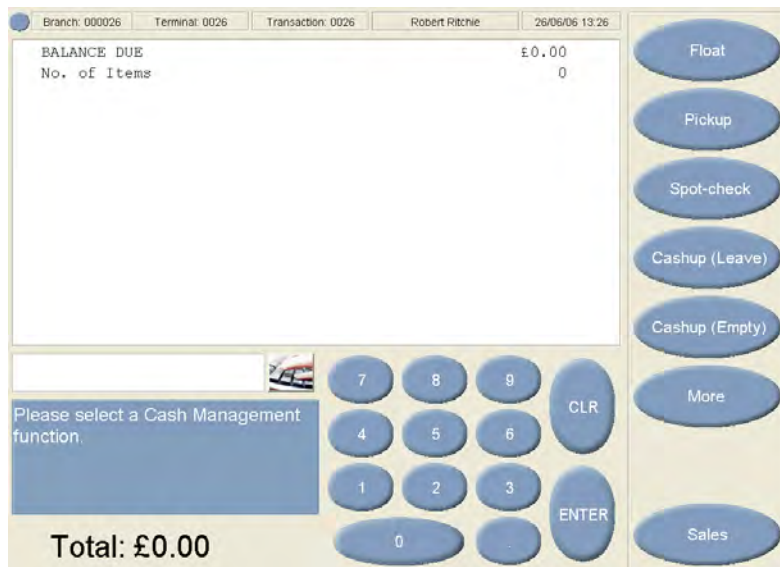 Branch: 000026 Terminal: 0026 Transaction: 0026 Robert Ritchie 26/06/06 13:26
BALANCE DUE £0.00
No. of Items 0
Float
Pickup
Spot-check
Cashup (Leave)
Cashup (Empty)
More
Sales
7 8 9 CLR
4 5 6
1 2 3 ENTER
0 .
Please select a Cash Management
function.
Total: £0.00